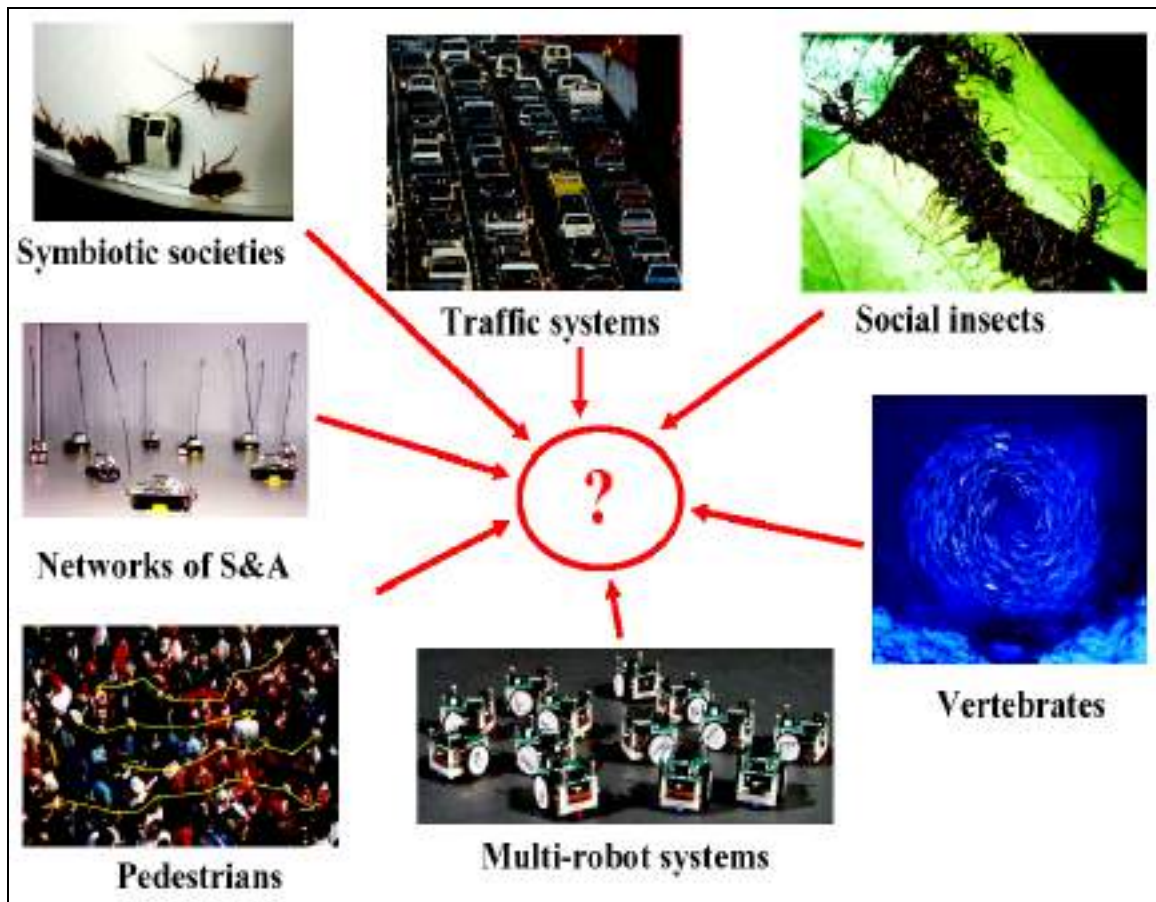 Symbiotic societies
Traffic systems
Social insects
Networks of S&A
?
Vertebrates
Pedestrians
Multi-robot systems